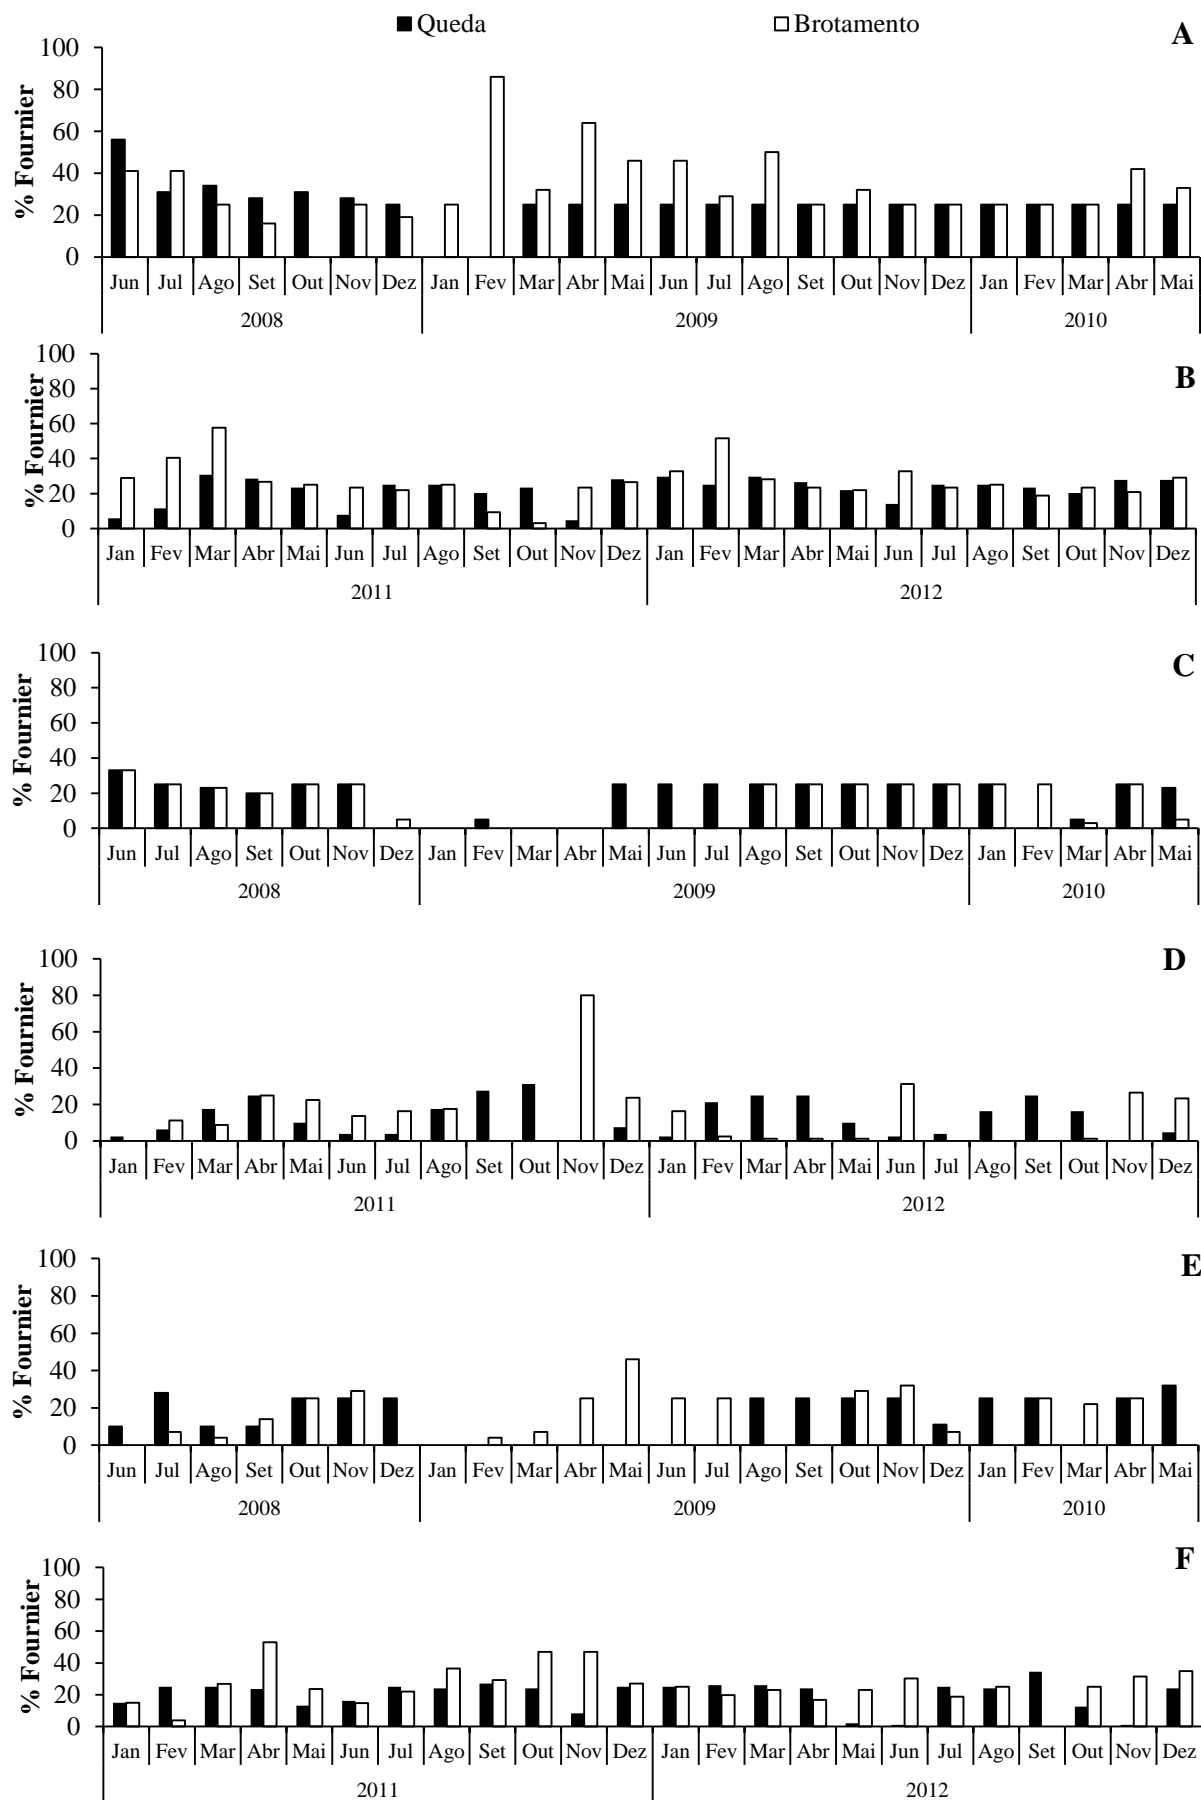 Queda Brotamento A
100
80
60
40
20
0
% Fournier
Jun Jul Ago Set Out Nov Dez Jan Fev Mar Abr Mai Jun Jul Ago Set Out Nov Dez Jan Fev Mar Abr Mai
2008 2009 2010
B
100
80
60
40
20
0
% Fournier
Jan Fev Mar Abr Mai Jun Jul Ago Set Out Nov Dez Jan Fev Mar Abr Mai Jun Jul Ago Set Out Nov Dez
2011 2012
C
100
80
60
40
20
0
% Fournier
Jun Jul Ago Set Out Nov Dez Jan Fev Mar Abr Mai Jun Jul Ago Set Out Nov Dez Jan Fev Mar Abr Mai
2008 2009 2010
D
100
80
60
40
20
0
% Fournier
Jan Fev Mar Abr Mai Jun Jul Ago Set Out Nov Dez Jan Fev Mar Abr Mai Jun Jul Ago Set Out Nov Dez
2011 2012
E
100
80
60
40
20
0
% Fournier
Jun Jul Ago Set Out Nov Dez Jan Fev Mar Abr Mai Jun Jul Ago Set Out Nov Dez Jan Fev Mar Abr Mai
2008 2009 2010
F
100
80
60
40
20
0
% Fournier
Jan Fev Mar Abr Mai Jun Jul Ago Set Out Nov Dez Jan Fev Mar Abr Mai Jun Jul Ago Set Out Nov Dez
2011 2012